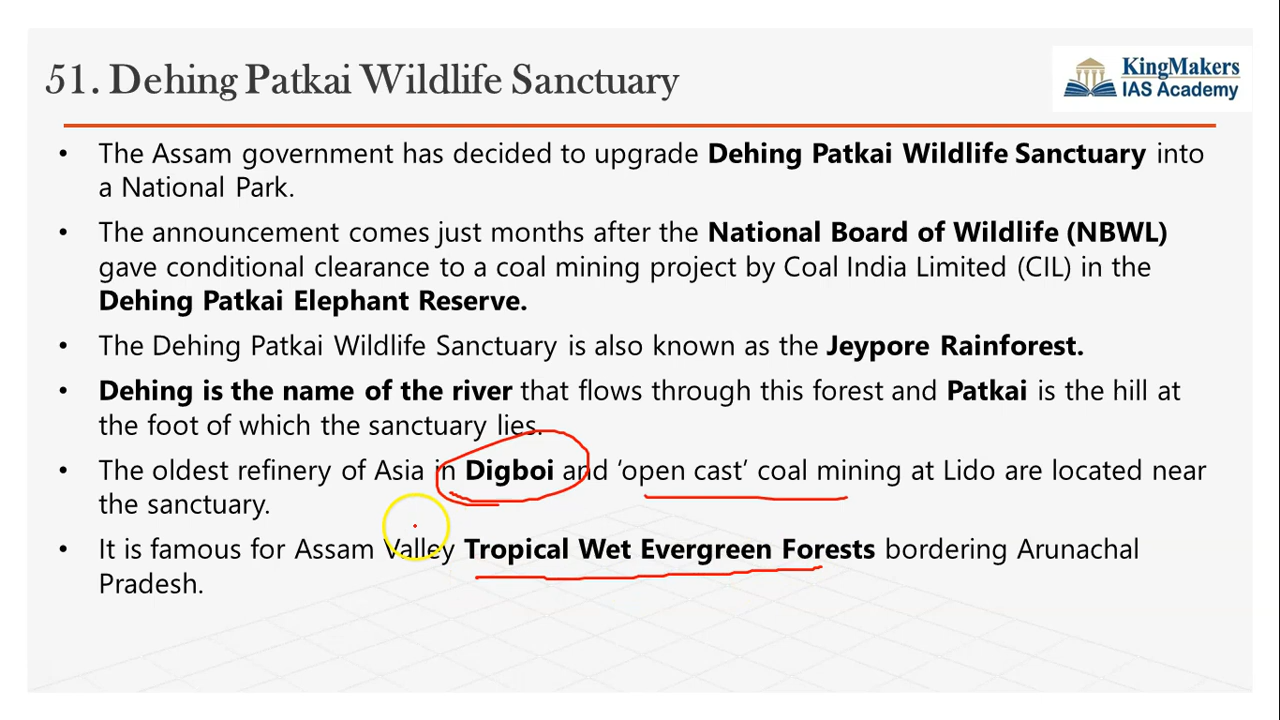 51. Dehing Patkai Wildlife Sanctuary
KingMakers
IAS Academy
• The Assam government has decided to upgrade Dehing Patkai Wildlife Sanctuary into
a National Park.
• The announcement comes just months after the National Board of Wildlife (NBWL)
gave conditional clearance to a coal mining project by Coal India Limited (CIL) in the
Dehing Patkai Elephant Reserve.
• The Dehing Patkai Wildlife Sanctuary is also known as the Jeypore Rainforest.
• Dehing is the name of the river that flows through this forest and Patkai is the hill at
the foot of which the sanctuary lies.
• The oldest refinery of Asia in Digboi and ‘open cast’ coal mining at Lido are located near
the sanctuary.
• It is famous for Assam Valley Tropical Wet Evergreen Forests bordering Arunachal
Pradesh.